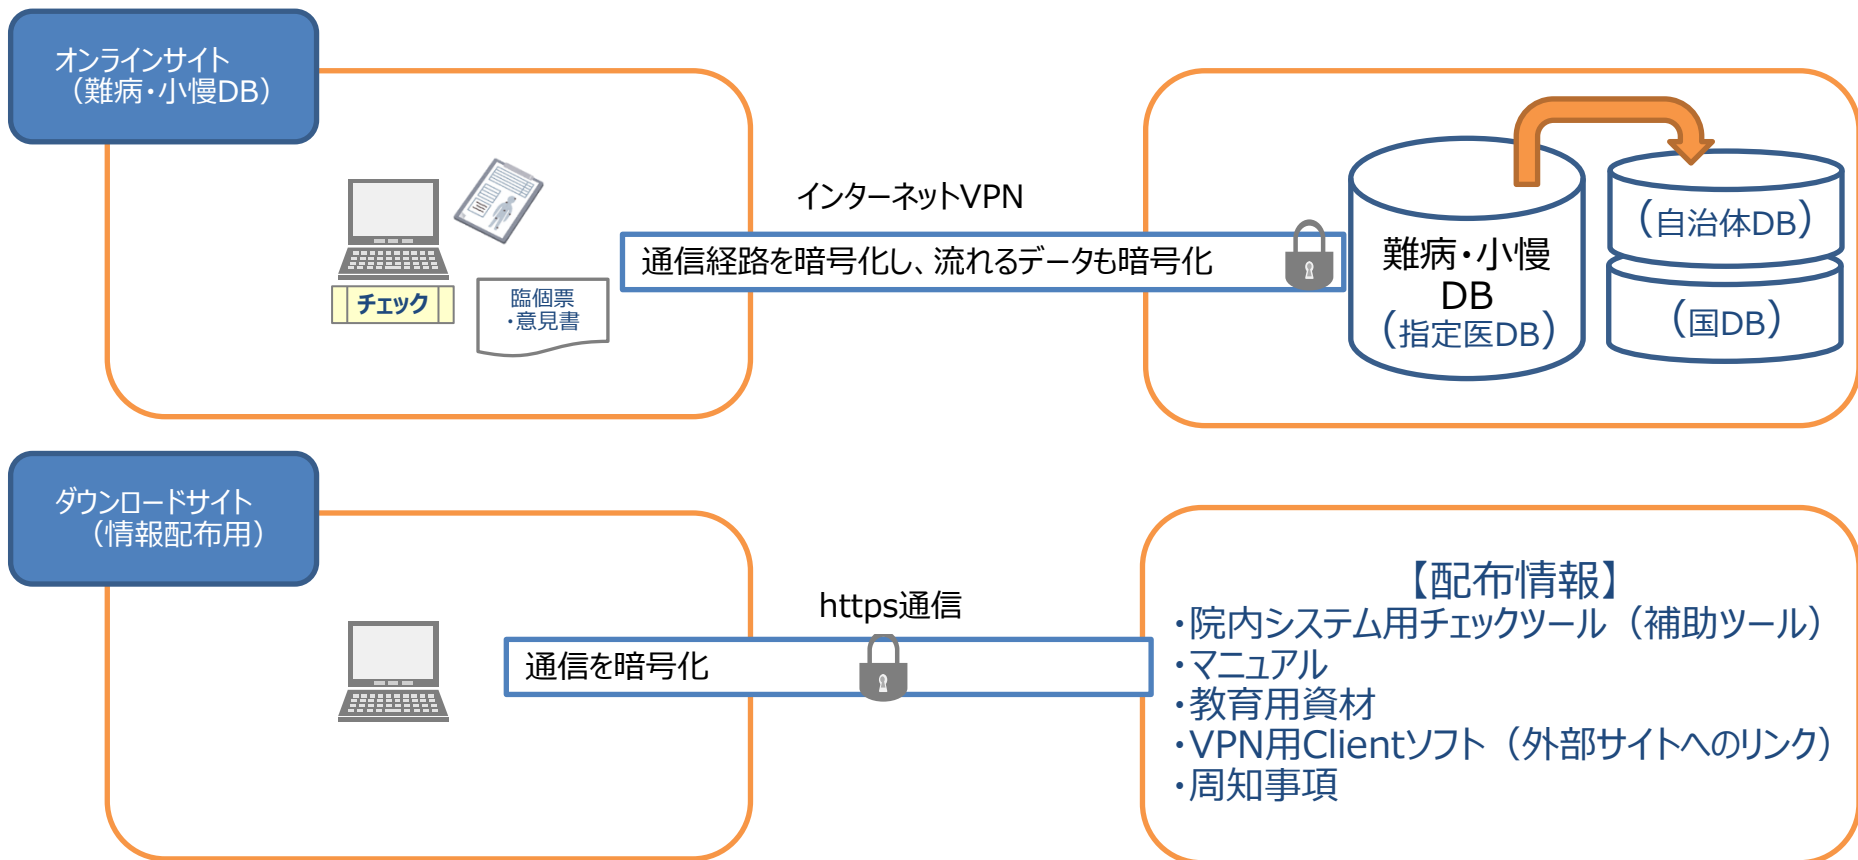 オンラインサイト
（難病・小慢DB）
インターネットVPN
通信経路を暗号化し、流れるデータも暗号化
チェック
臨個票
・意見書
難病・小慢
DB
（指定医DB）
（自治体DB）
（国DB）
ダウンロードサイト
（情報配布用）
https通信
通信を暗号化
【配布情報】
・院内システム用チェックツール（補助ツール）
・マニュアル
・教育用資材
・VPN用Clientソフト（外部サイトへのリンク）
・周知事項